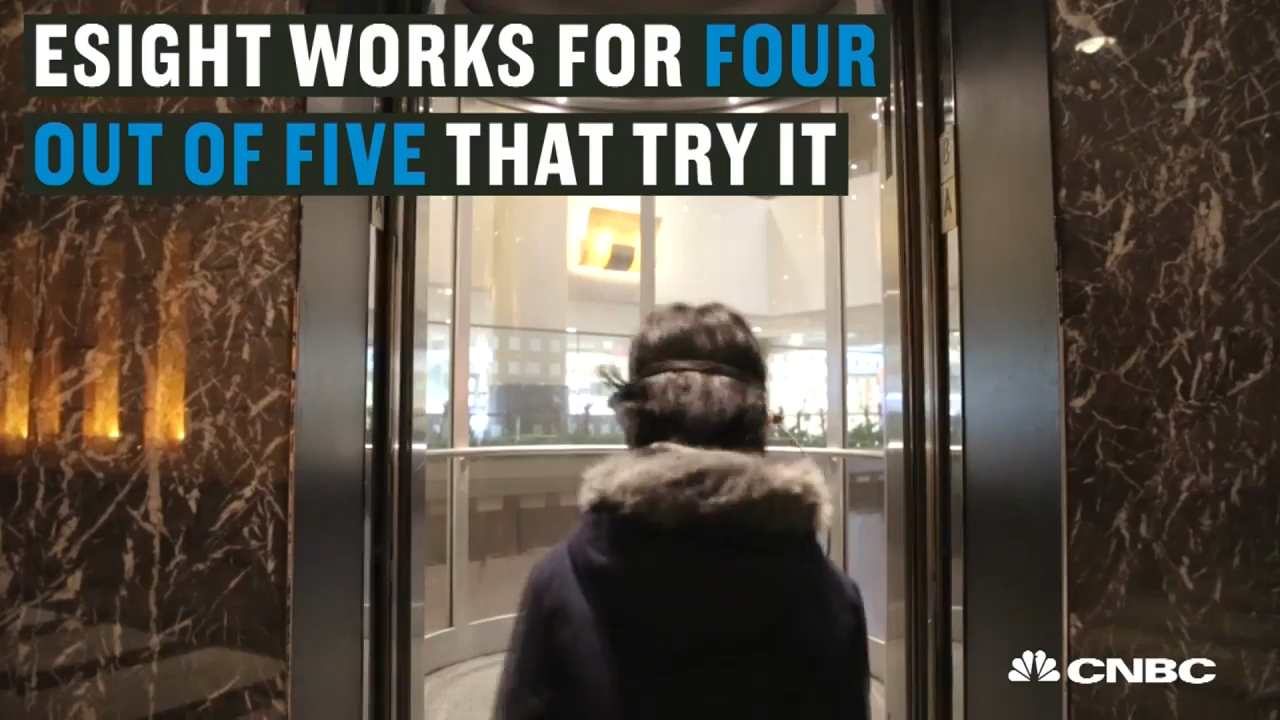 ESIGHT WORKS FOR FOUR
OUT OF FIVE THAT TRY IT
B
A
A
CNBC